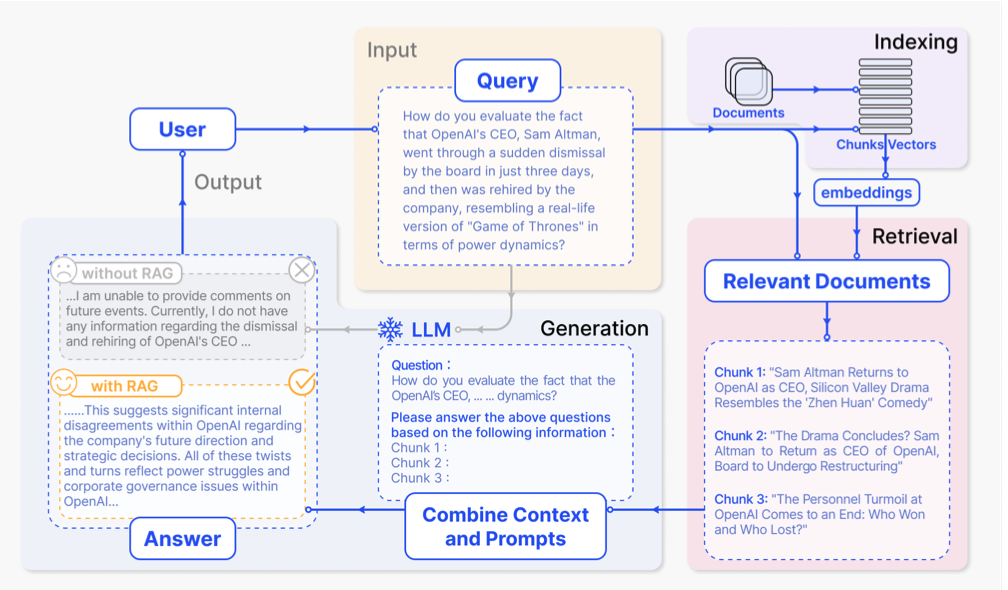 Input
Query
How do you evaluate the fact
that OpenAI's CEO, Sam Altman,
went through a sudden dismissal
by the board in just three days,
and then was rehired by the
company, resembling a real-life
version of "Game of Thrones" in
terms of power dynamics?
Indexing
Documents
Chunks Vectors
embeddings
User
Output
Retrieval
Relevant Documents
Chunk 1: "Sam Altman Returns to
OpenAI as CEO, Silicon Valley Drama
Resembles the 'Zhen Huan' Comedy"
Chunk 2: "The Drama Concludes? Sam
Altman to Return as CEO of OpenAI,
Board to Undergo Restructuring"
Chunk 3: "The Personnel Turmoil at
OpenAI Comes to an End: Who Won
and Who Lost?"
without RAG
...I am unable to provide comments on
future events. Currently, I do not have
any information regarding the dismissal
and rehiring of OpenAI's CEO ...
with RAG
......This suggests significant internal
disagreements within OpenAI regarding
the company's future direction and
strategic decisions. All of these twists
and turns reflect power struggles and
corporate governance issues within
OpenAI...
Answer
LLM
Generation
Question :
How do you evaluate the fact that the
OpenAI's CEO, ... ... dynamics?
Please answer the above questions
based on the following information :
Chunk 1 :
Chunk 2 :
Chunk 3 :
Combine Context
and Prompts